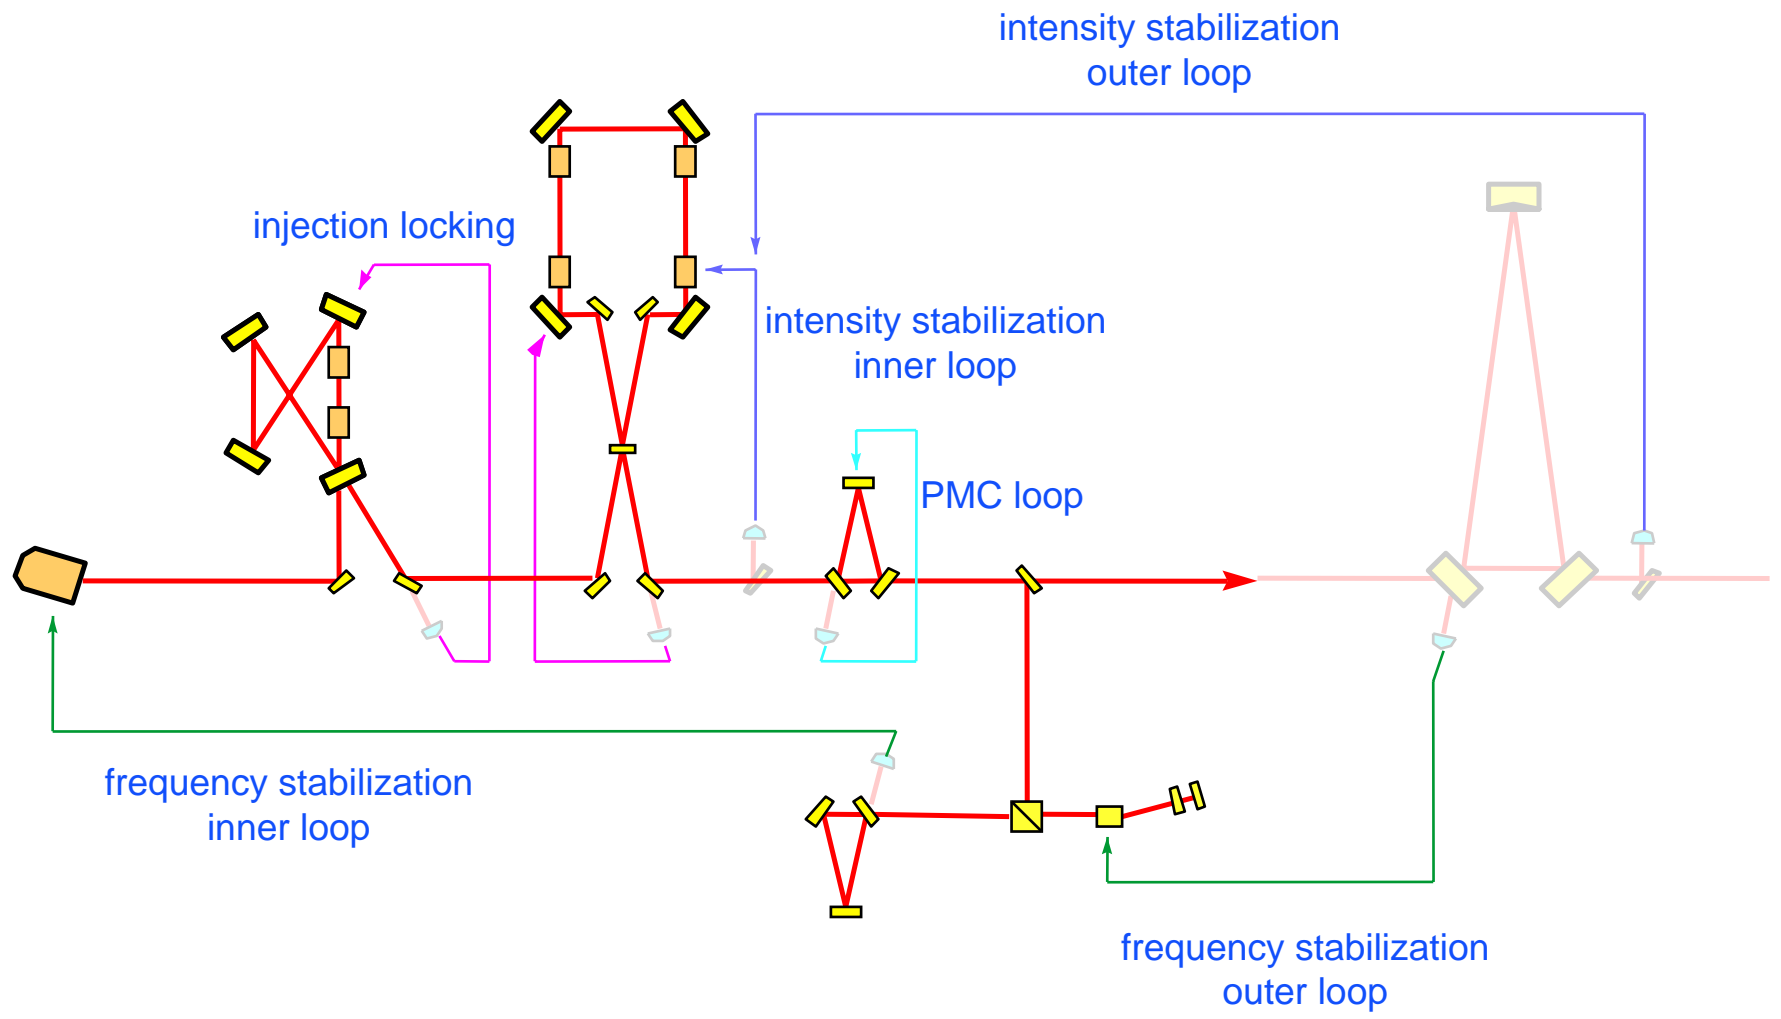 intensity stabilization
outer loop
injection locking
intensity stabilization
inner loop
PMC loop
frequency stabilization
inner loop
frequency stabilization
outer loop